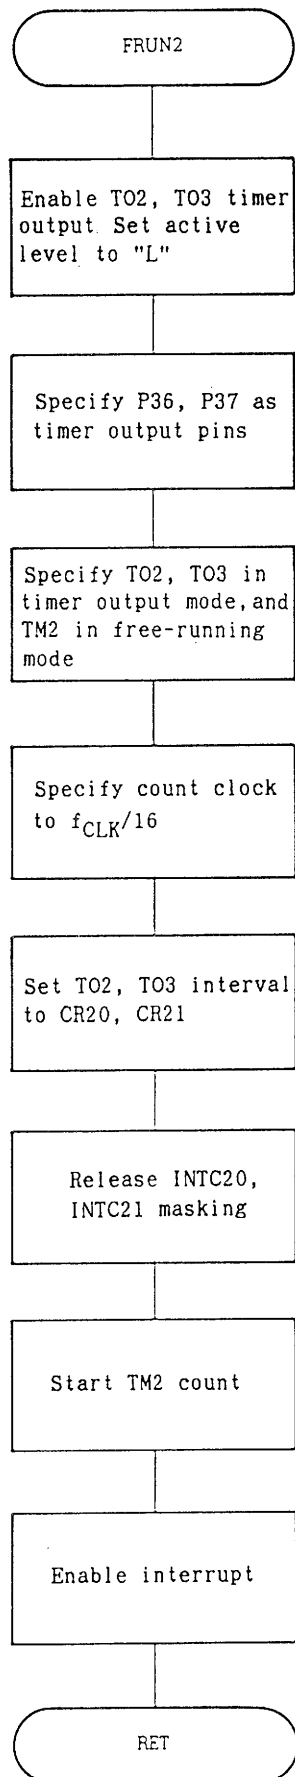 FRUN2
Enable TO2, TO3 timer
output Set active
level to "L"
Specify P36, P37 as
timer output pins
Specify TO2, TO3 in
timer output mode, and
TM2 in free-running
mode
Specify count clock
to fCLK/16
Set TO2, TO3 interval
to CR20, CR21
Release INTC20,
INTC21 masking
Start TM2 count
Enable interrupt
RET